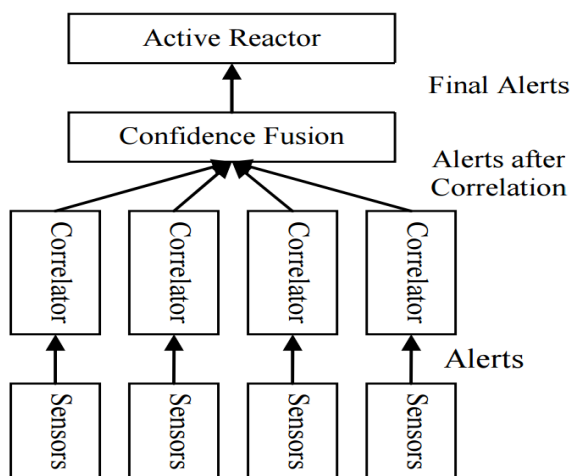 Active Reactor
Final Alerts
Confidence Fusion
Alerts after
Correlation
Correlator
Correlator
Correlator
Correlator
Alerts
Sensors
Sensors
Sensors
Sensors